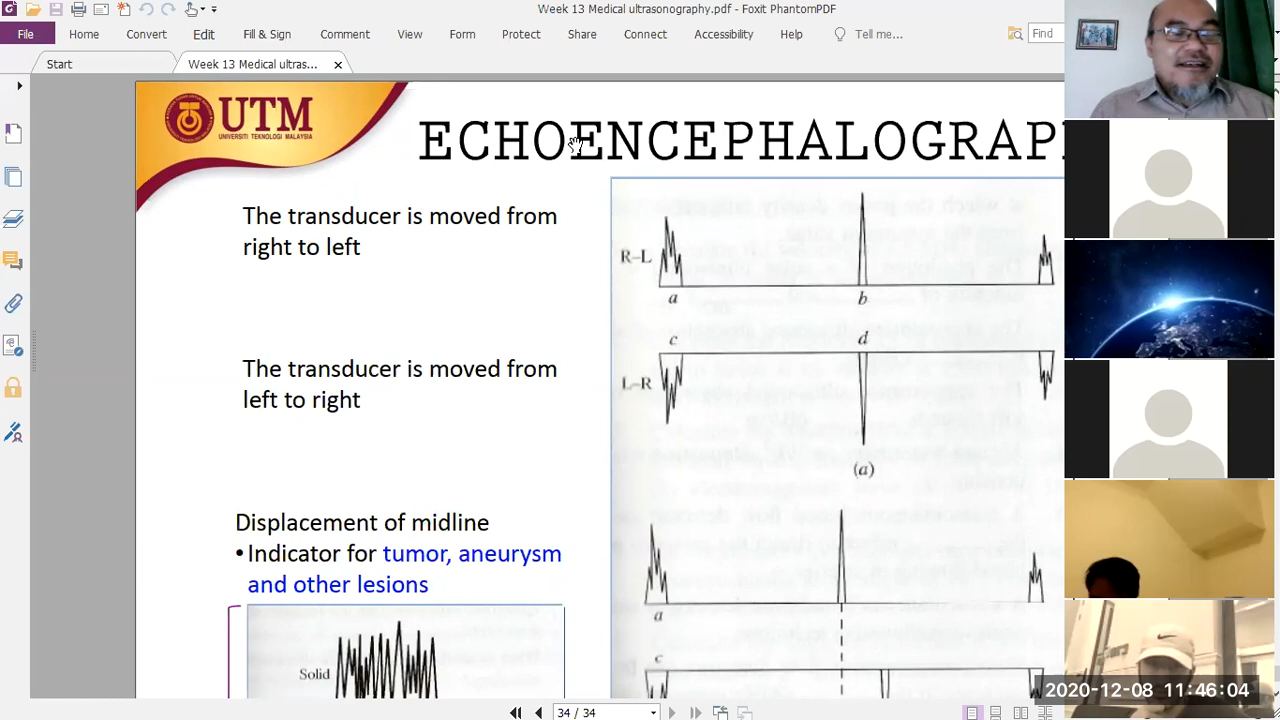 Week 13 Medical ultrasonography.pdf - Foxit PhantomPDF
File Home Convert Edit Fill & Sign Comment View Form Protect Share Connect Accessibility Help Tell me... Find
Start Week 13 Medical ultras...
UTM
UNIVERSITI TEKNOLOGI MALAYSIA
ECHOENCEPHALOGRAP
The transducer is moved from
right to left
R–L
a b
The transducer is moved from
left to right
c d
L–R
(a)
Displacement of midline
• Indicator for tumor, aneurysm
and other lesions
a
c
Solid
34 / 34
2020-12-08 11:46:04